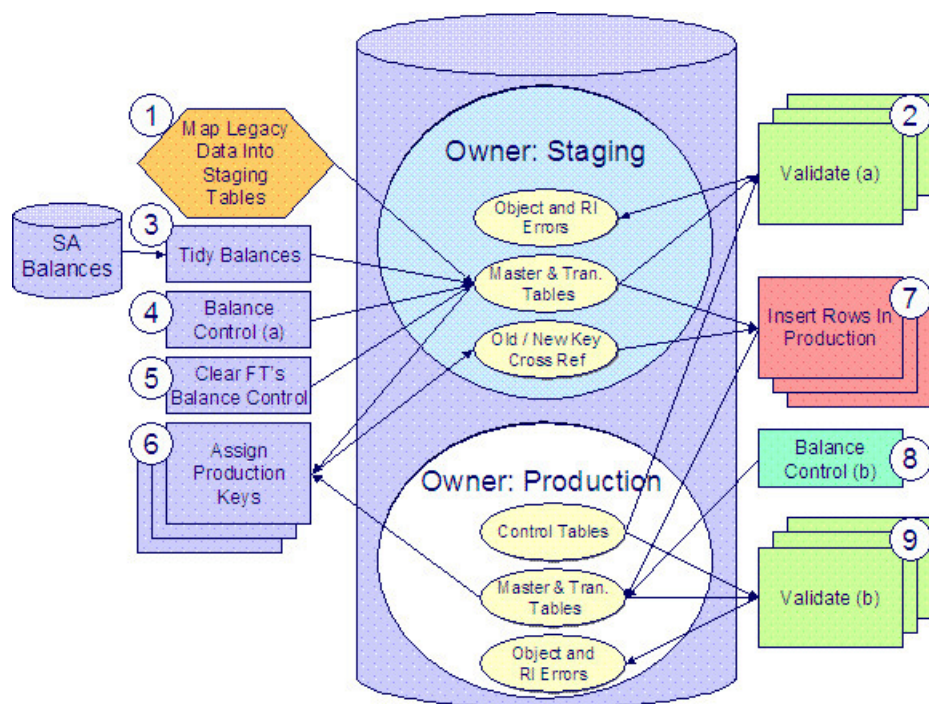 1
Map Legacy
Data Into
Staging
Tables
SA
Balances
3
Tidy Balances
4
Balance
Control (a)
5
Clear FT's
Balance Control
6
Assign
Production
Keys
Owner: Staging
Object and RI
Errors
Master & Tran.
Tables
Old / New Key
Cross Ref
Owner: Production
Control Tables
Master & Tran.
Tables
Object and
RI Errors
2
Validate (a)
7
Insert Rows In
Production
Balance
Control (b)
8
9
Validate (b)